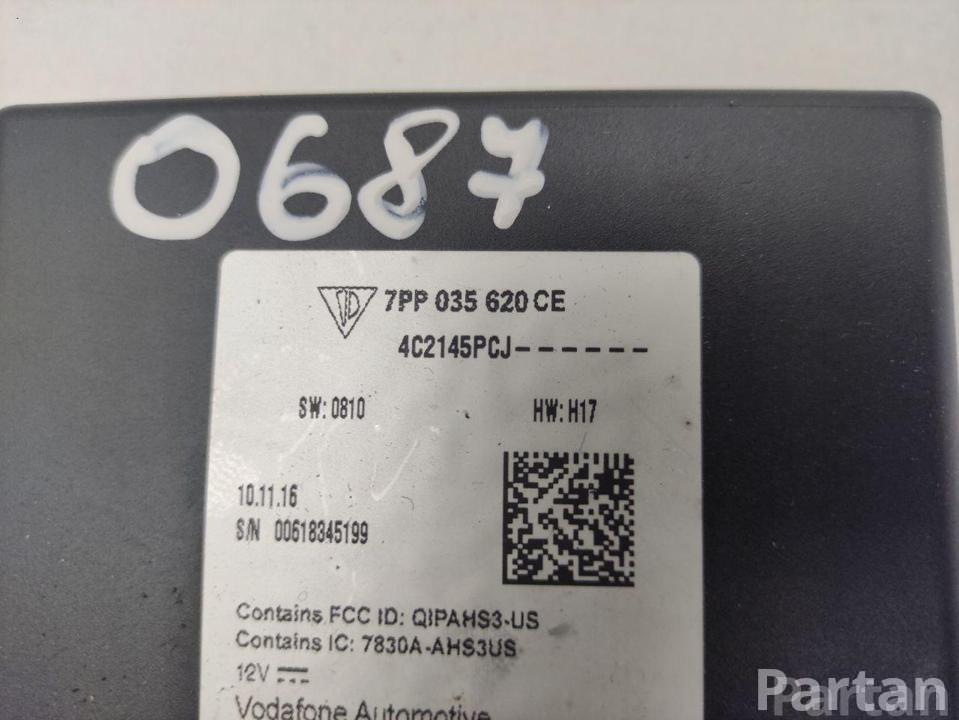 0687
7PP 035 620 CE
4C2145PCJ------
SW: 0810 HW: H17
10.11.16
S/N 00618345199
Contains FCC ID: QIPAHS3-US
Contains IC: 7830A-AHS3US
12V
Vodafone Automotive
Partan